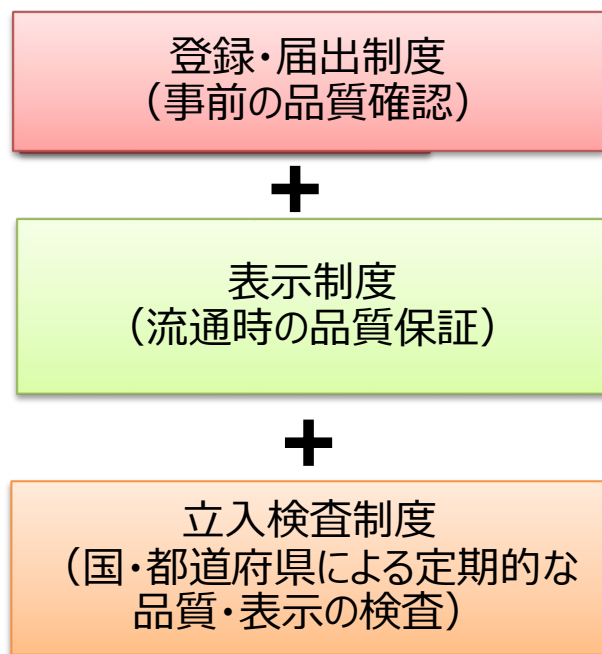 登録・届出制度
（事前の品質確認）
+
表示制度
（流通時の品質保証）
+
立入検査制度
（国・都道府県による定期的な
品質・表示の検査）